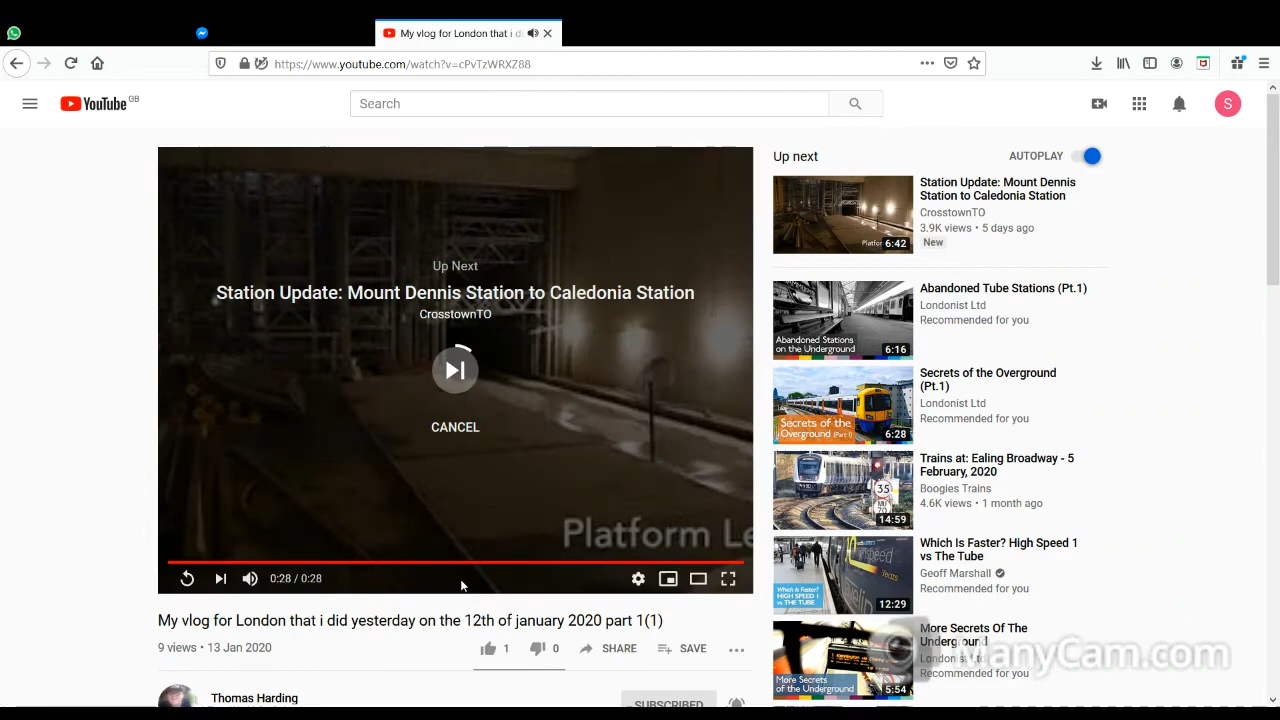 My vlog for London that i d
https://www.youtube.com/watch?v=cPvTzWRXZ88
YouTube GB
Search
S
Up Next
Station Update: Mount Dennis Station to Caledonia Station
CrosstownTO
CANCEL
Platform Le
0:28 / 0:28
My vlog for London that i did yesterday on the 12th of january 2020 part 1(1)
9 views • 13 Jan 2020
1
0
SHARE
SAVE
Thomas Harding
SUBSCRIBED
Up next
AUTOPLAY
Platfor
6:42
Station Update: Mount Dennis
Station to Caledonia Station
CrosstownTO
3.9K views • 5 days ago
New
Abandoned Stations
on the Underground
6:16
Abandoned Tube Stations (Pt.1)
Londonist Ltd
Recommended for you
Secrets of the
Overground (Part 1)
6:28
Secrets of the Overground
(Pt.1)
Londonist Ltd
Recommended for you
35
14:59
Trains at: Ealing Broadway - 5
February, 2020
Boogies Trains
4.6K views • 1 month ago
Which is Faster?
HIGH SPEED 1
vs THE TUBE
12:29
Which Is Faster? High Speed 1
vs The Tube
Geoff Marshall
Recommended for you
More Secrets
of the Underground
5:54
More Secrets Of The
Underground
Londonist Ltd
Recommended for you
ManyCam.com